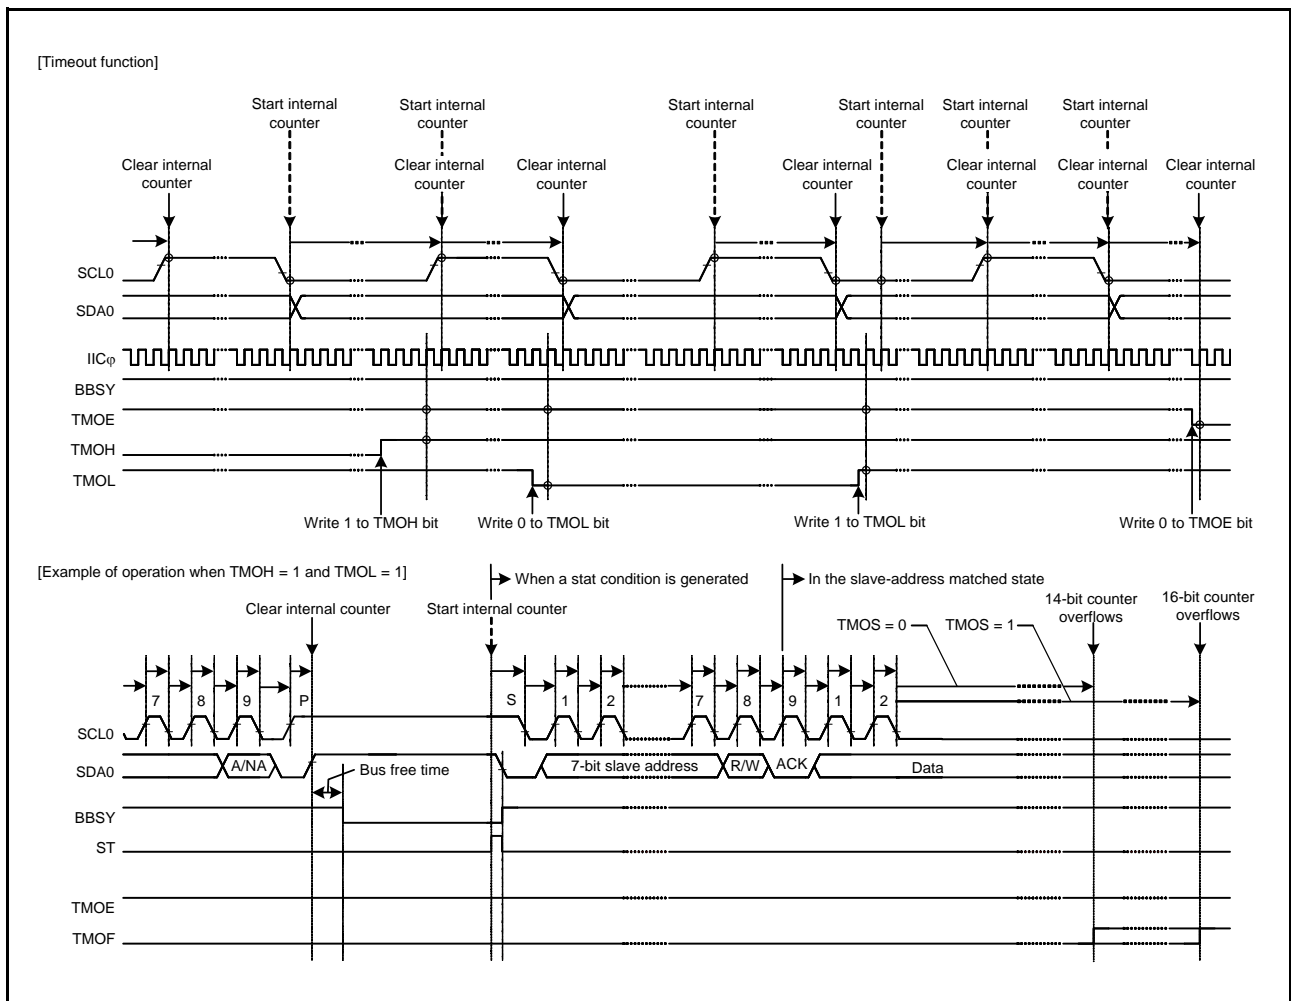 [Timeout function]
Start internal
counter
Start internal
counter
Start internal
counter
Start internal
counter
Start internal
counter
Start internal
counter
Clear internal
counter
Clear internal
counter
Clear internal
counter
Clear internal
counter
Clear internal
counter
Clear internal
counter
Clear internal
counter
SCL0
SDA0
IICφ
BBSY
TMOE
TMOH
TMOL
Write 1 to TMOH bit
Write 0 to TMOL bit
Write 1 to TMOL bit
Write 0 to TMOE bit
[Example of operation when TMOH = 1 and TMOL = 1]
When a stat condition is generated
In the slave-address matched state
Clear internal counter
Start internal counter
14-bit counter
overflows
16-bit counter
overflows
TMOS = 0
TMOS = 1
7 8 9 P S 1 2 7 8 9 1 2
SCL0
SDA0
A/NA
Bus free time
7-bit slave address
R/W
ACK
Data
BBSY
ST
TMOE
TMOF